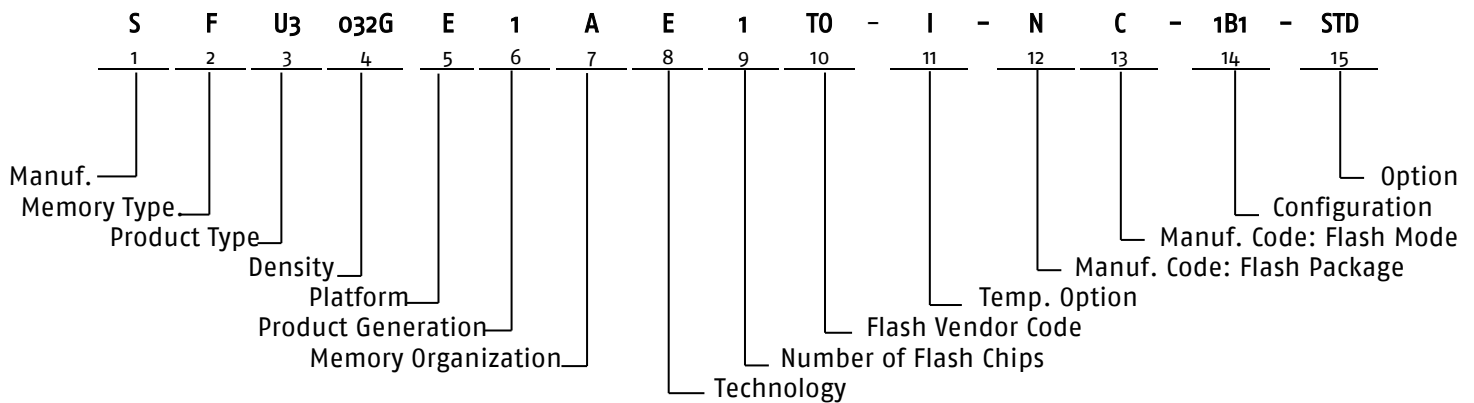 S F U3 032G E 1 A E 1 TO - I - N C - 1B1 - STD
1 2 3 4 5 6 7 8 9 10 11 12 13 14 15
Manuf. Option
Memory Type. Configuration
Product Type Manuf. Code: Flash Mode
Density Manuf. Code: Flash Package
Platform Temp. Option
Product Generation Flash Vendor Code
Memory Organization Number of Flash Chips
Technology